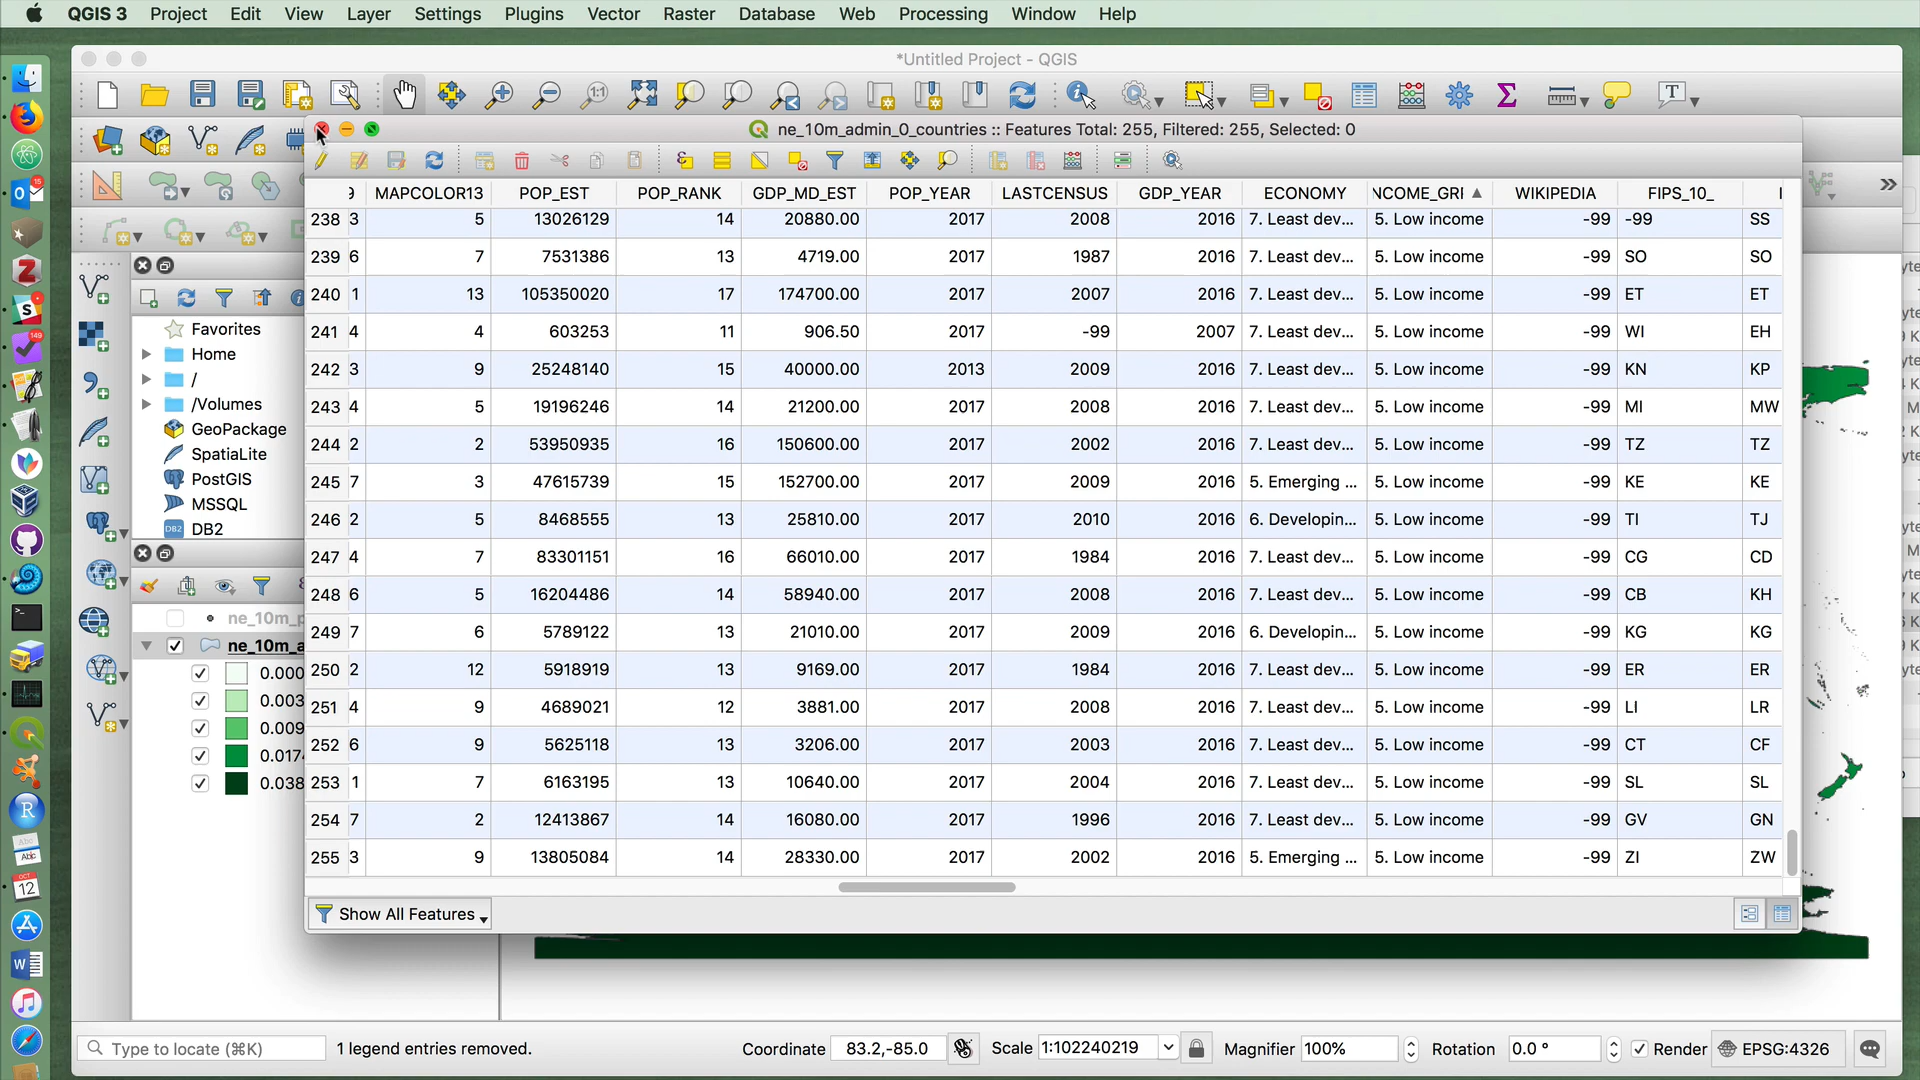 QGIS 3 Project Edit View Layer Settings Plugins Vector Raster Database Web Processing Window Help
*Untitled Project - QGIS
ne_10m_admin_0_countries :: Features Total: 255, Filtered: 255, Selected: 0
9 MAPCOLOR13 POP_EST POP_RANK GDP_MD_EST POP_YEAR LASTCENSUS GDP_YEAR ECONOMY NCOME_GRI WIKIPEDIA FIPS_10_
238 3 5 13026129 14 20880.00 2017 2008 2016 7. Least dev... 5. Low income -99 -99 SS
239 6 7 7531386 13 4719.00 2017 1987 2016 7. Least dev... 5. Low income -99 SO SO
240 1 13 105350020 17 174700.00 2017 2007 2016 7. Least dev... 5. Low income -99 ET ET
241 4 4 603253 11 906.50 2017 -99 2007 7. Least dev... 5. Low income -99 WI EH
242 3 9 25248140 15 40000.00 2013 2009 2016 7. Least dev... 5. Low income -99 KN KP
243 4 5 19196246 14 21200.00 2017 2008 2016 7. Least dev... 5. Low income -99 MI MW
244 2 2 53950935 16 150600.00 2017 2002 2016 7. Least dev... 5. Low income -99 TZ TZ
245 7 3 47615739 15 152700.00 2017 2009 2016 5. Emerging ... 5. Low income -99 KE KE
246 2 5 8468555 13 25810.00 2017 2010 2016 6. Developin... 5. Low income -99 TI TJ
247 4 7 83301151 16 66010.00 2017 1984 2016 7. Least dev... 5. Low income -99 CG CD
248 6 5 16204486 14 58940.00 2017 2008 2016 7. Least dev... 5. Low income -99 CB KH
249 7 6 5789122 13 21010.00 2017 2009 2016 6. Developin... 5. Low income -99 KG KG
250 2 12 5918919 13 9169.00 2017 1984 2016 7. Least dev... 5. Low income -99 ER ER
251 4 9 4689021 12 3881.00 2017 2008 2016 7. Least dev... 5. Low income -99 LI LR
252 6 9 5625118 13 3206.00 2017 2003 2016 7. Least dev... 5. Low income -99 CT CF
253 1 7 6163195 13 10640.00 2017 2004 2016 7. Least dev... 5. Low income -99 SL SL
254 7 2 12413867 14 16080.00 2017 1996 2016 7. Least dev... 5. Low income -99 GV GN
255 3 9 13805084 14 28330.00 2017 2002 2016 5. Emerging ... 5. Low income -99 ZI ZW
Show All Features
Favorites
Home
/
/Volumes
GeoPackage
SpatiaLite
PostGIS
MSSQL
DB2
ne_10m_p
ne_10m_a
0.000
0.003
0.009
0.0174
0.038
Type to locate (⌘K) 1 legend entries removed. Coordinate 83.2,-85.0 Scale 1:102240219 Magnifier 100% Rotation 0.0 ° Render EPSG:4326